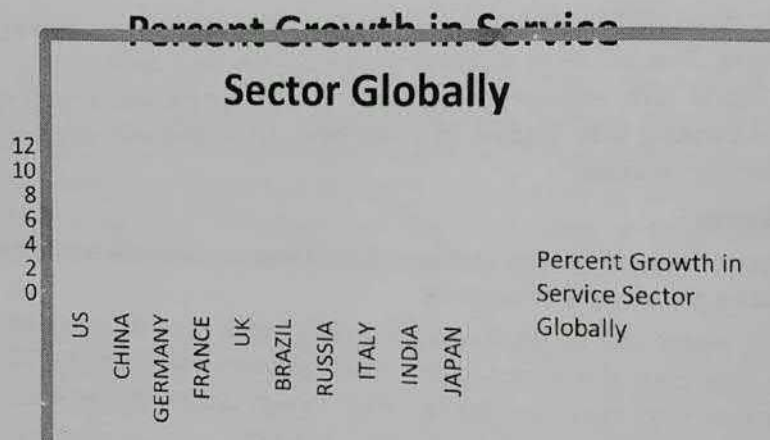 Percent Growth in Service
Sector Globally
12
10
8
6
4
2
0
US
CHINA
GERMANY
FRANCE
UK
BRAZIL
RUSSIA
ITALY
INDIA
JAPAN
Percent Growth in
Service Sector
Globally